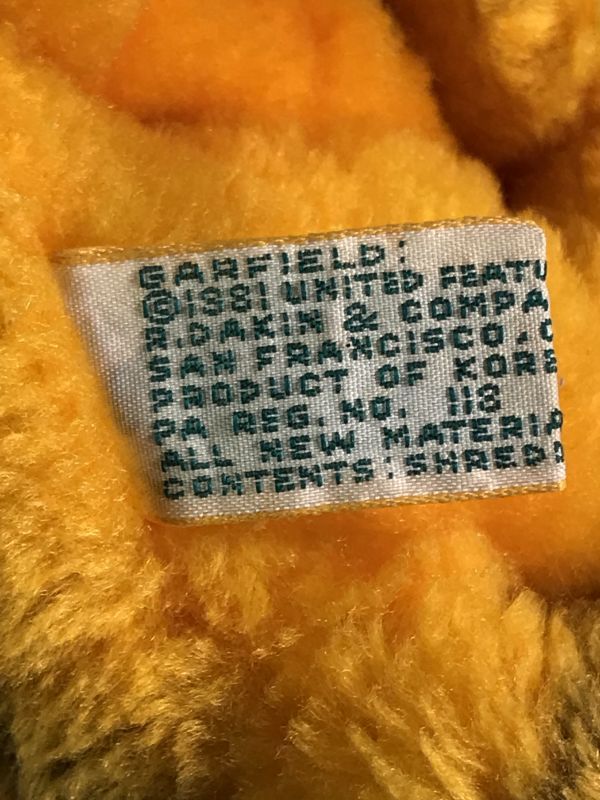 GARFIELD:
©1981 UNITED FEATU
R.DAKIN & COMPA
SAN FRANCISCO.C
PRODUCT OF KORE
PA REG. NO. 118
ALL NEW MATERIA
CONTENTS:SHRED